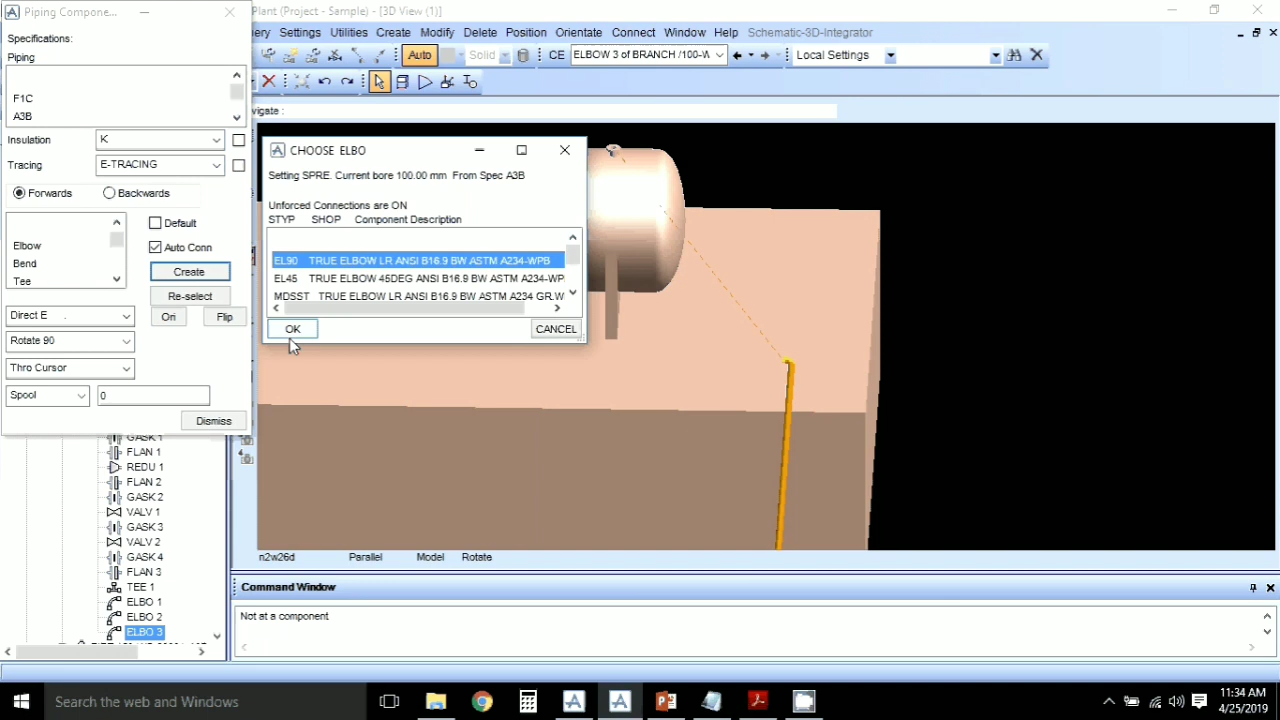 Piping Compone...
Plant (Project - Sample) - [3D View (1)]
Specifications:
Piping
F1C
A3B
Insulation
K
Tracing
E-TRACING
Forwards
Backwards
Elbow
Bend
Tee
Default
Auto Conn
Create
Re-select
Direct E
Ori
Flip
Rotate 90
Thro Cursor
Spool
0
Dismiss
ery Settings Utilities Create Modify Delete Position Orientate Connect Window Help Schematic-3D-Integrator
Auto
Solid
CE
ELBOW 3 of BRANCH /100-W
Local Settings
avigate :
CHOOSE ELBO
Setting SPRE. Current bore 100.00 mm From Spec A3B
Unforced Connections are ON
STYP SHOP Component Description
EL90 TRUE ELBOW LR ANSI B16.9 BW ASTM A234-WPB
EL45 TRUE ELBOW 45DEG ANSI B16.9 BW ASTM A234-WP
MDSST TRUE ELBOW LR ANSI B16.9 BW ASTM A234 GR.W
OK
CANCEL
GASK 1
FLAN 1
REDU 1
FLAN 2
GASK 2
VALV 1
GASK 3
VALV 2
GASK 4
FLAN 3
TEE 1
ELBO 1
ELBO 2
ELBO 3
n2w26d Parallel Model Rotate
Command Window
Not at a component
Search the web and Windows
11:34 AM
4/25/2019